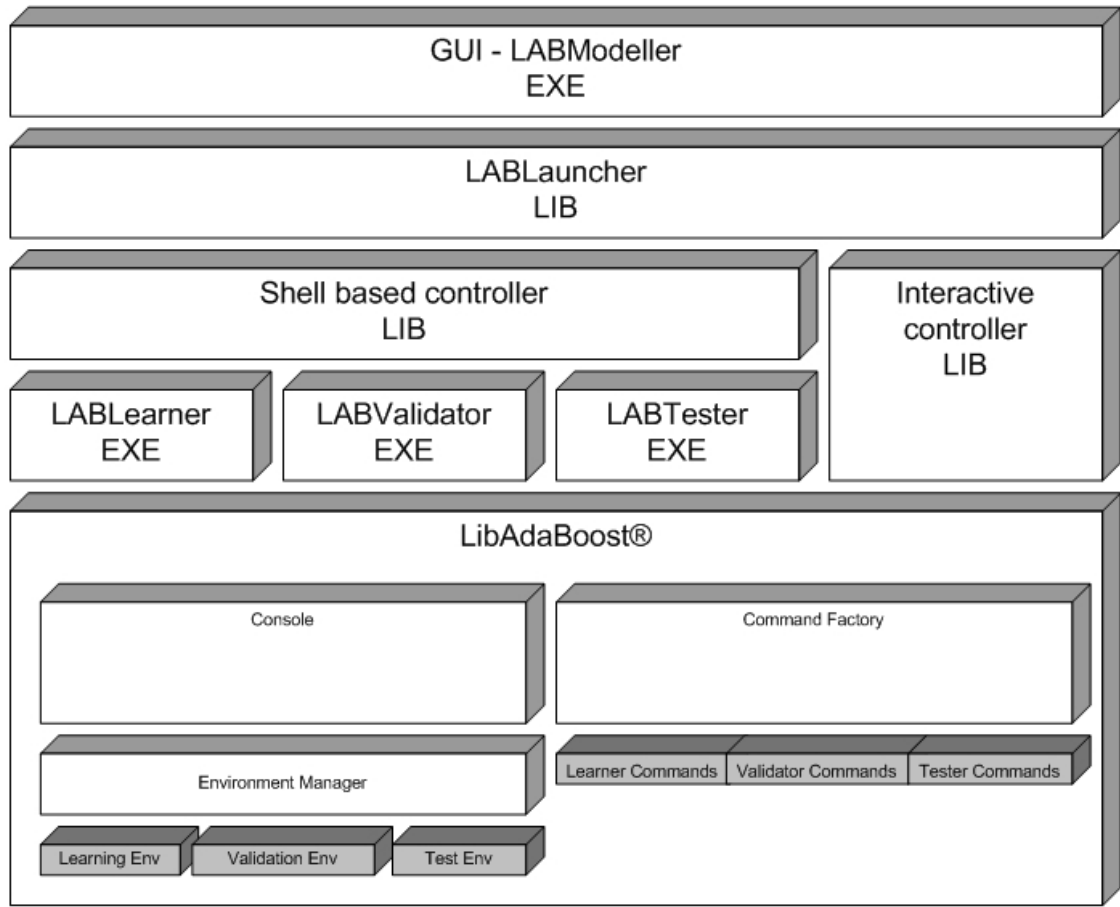 GUI - LABModeller
EXE
LABLauncher
LIB
Shell based controller
LIB
Interactive
controller
LIB
LABLearner
EXE
LABValidator
EXE
LABTester
EXE
LibAdaBoost®
Console
Command Factory
Environment Manager
Learner Commands
Validator Commands
Tester Commands
Learning Env
Validation Env
Test Env